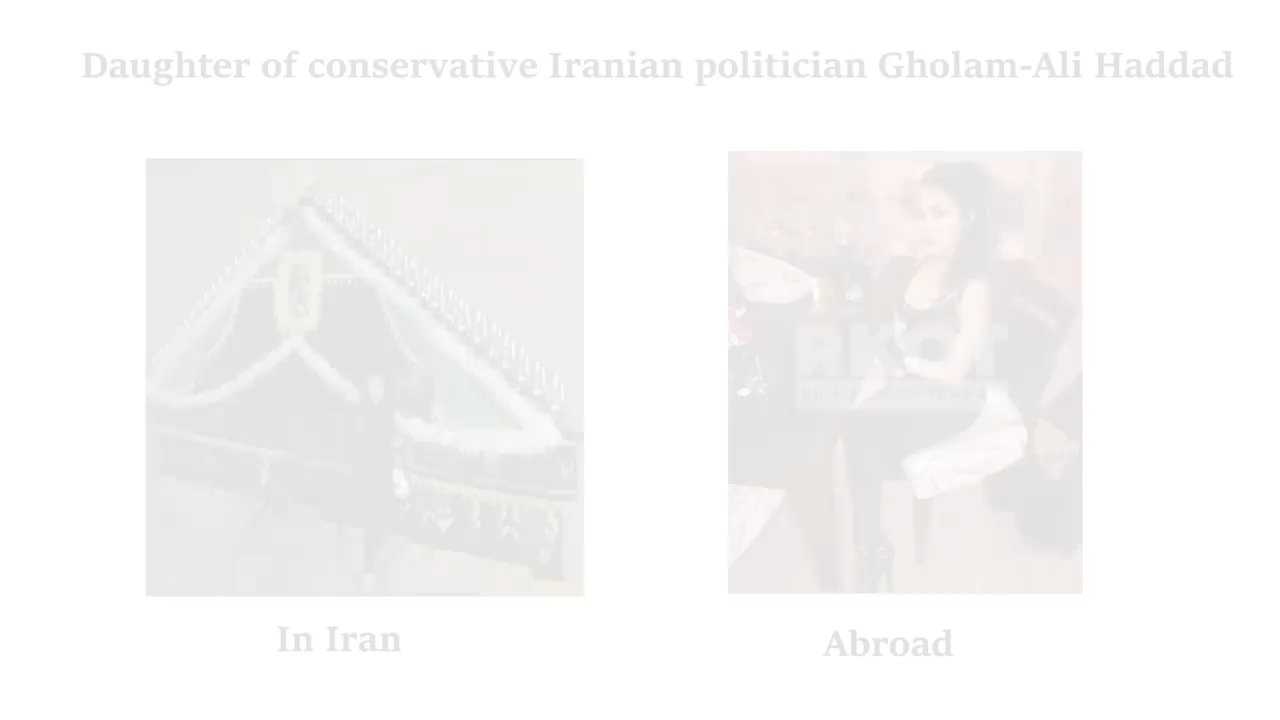 Daughter of conservative Iranian politician Gholam-Ali Haddad
In Iran
Abroad